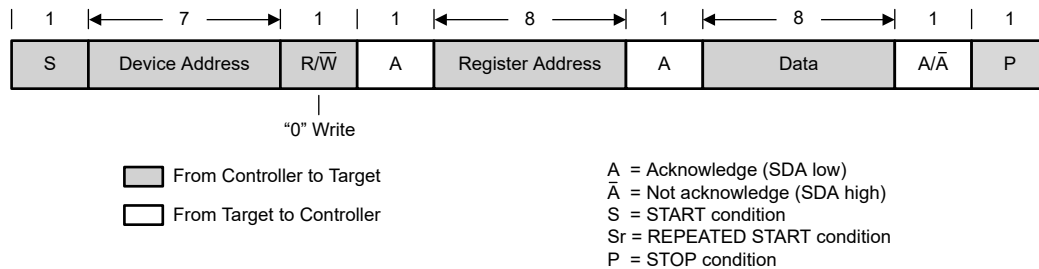 1 7 1 1 8 1 8 1 1
S Device Address R/W̅ A Register Address A Data A/A̅ P
“0” Write
From Controller to Target
From Target to Controller
A = Acknowledge (SDA low)
A̅ = Not acknowledge (SDA high)
S = START condition
Sr = REPEATED START condition
P = STOP condition